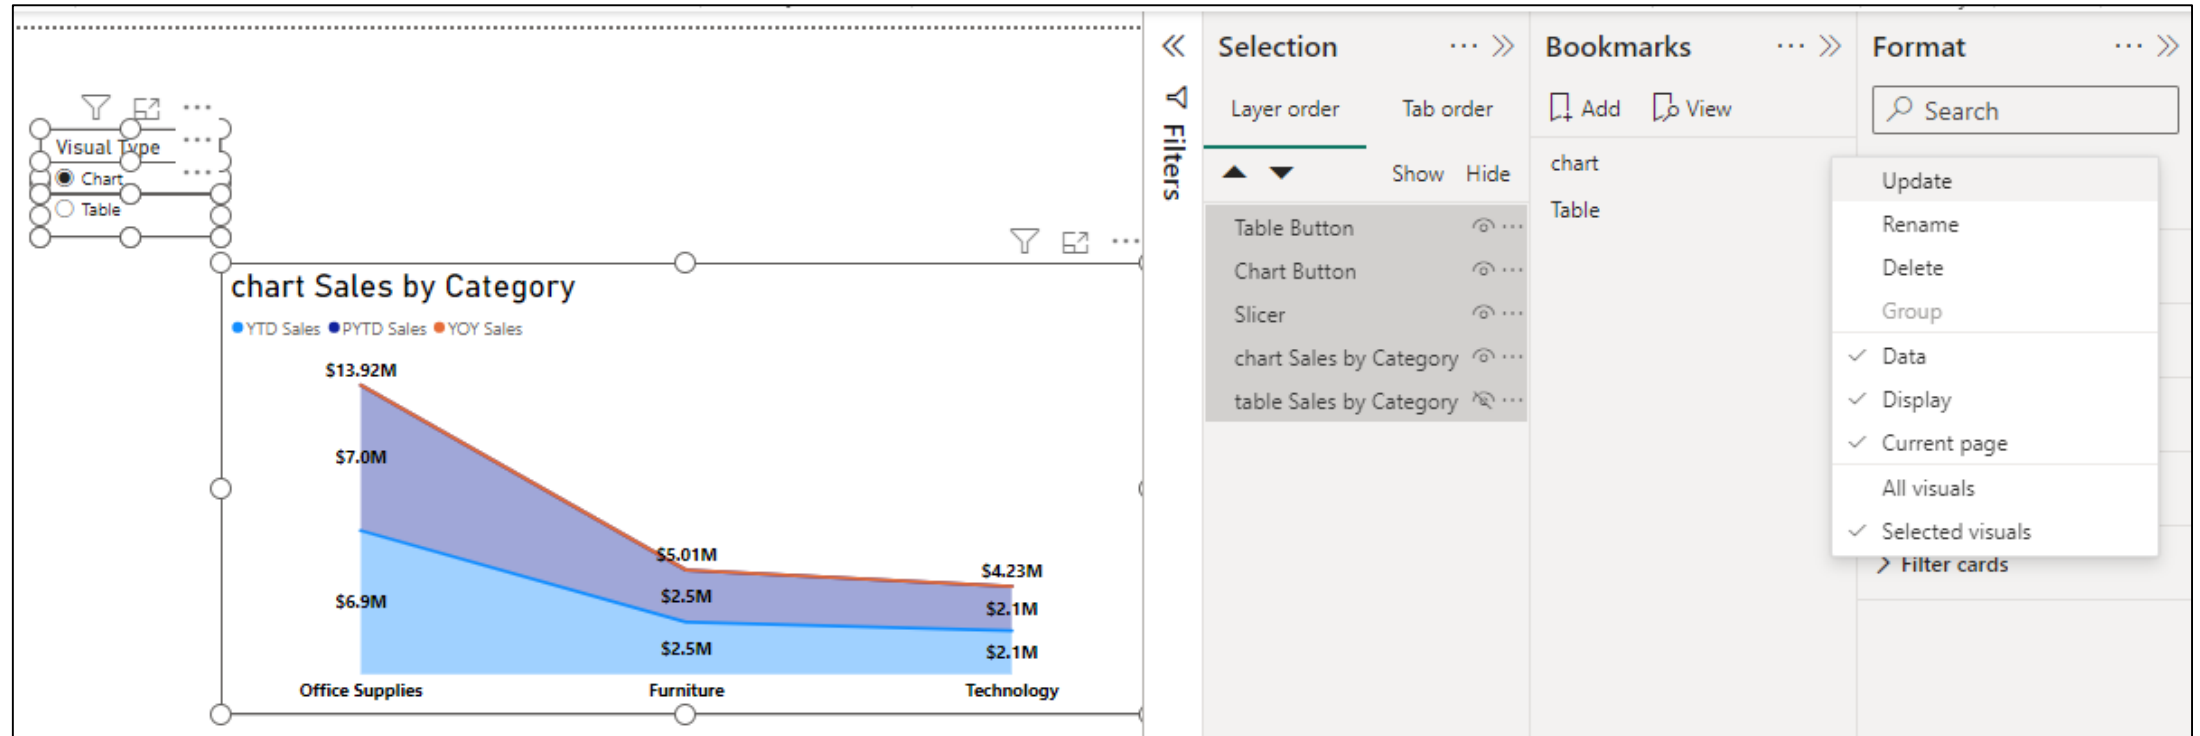 Visual Type
Chart
Table
chart Sales by Category
YTD Sales PYTD Sales YOY Sales
$13.92M
$7.0M
$6.9M
$5.01M
$2.5M
$2.5M
$4.23M
$2.1M
$2.1M
Office Supplies Furniture Technology
Filters
Selection
Layer order Tab order
Show Hide
Table Button
Chart Button
Slicer
chart Sales by Category
table Sales by Category
Bookmarks
Add View
chart
Table
Format
Search
Update
Rename
Delete
Group
Data
Display
Current page
All visuals
Selected visuals
Filter cards